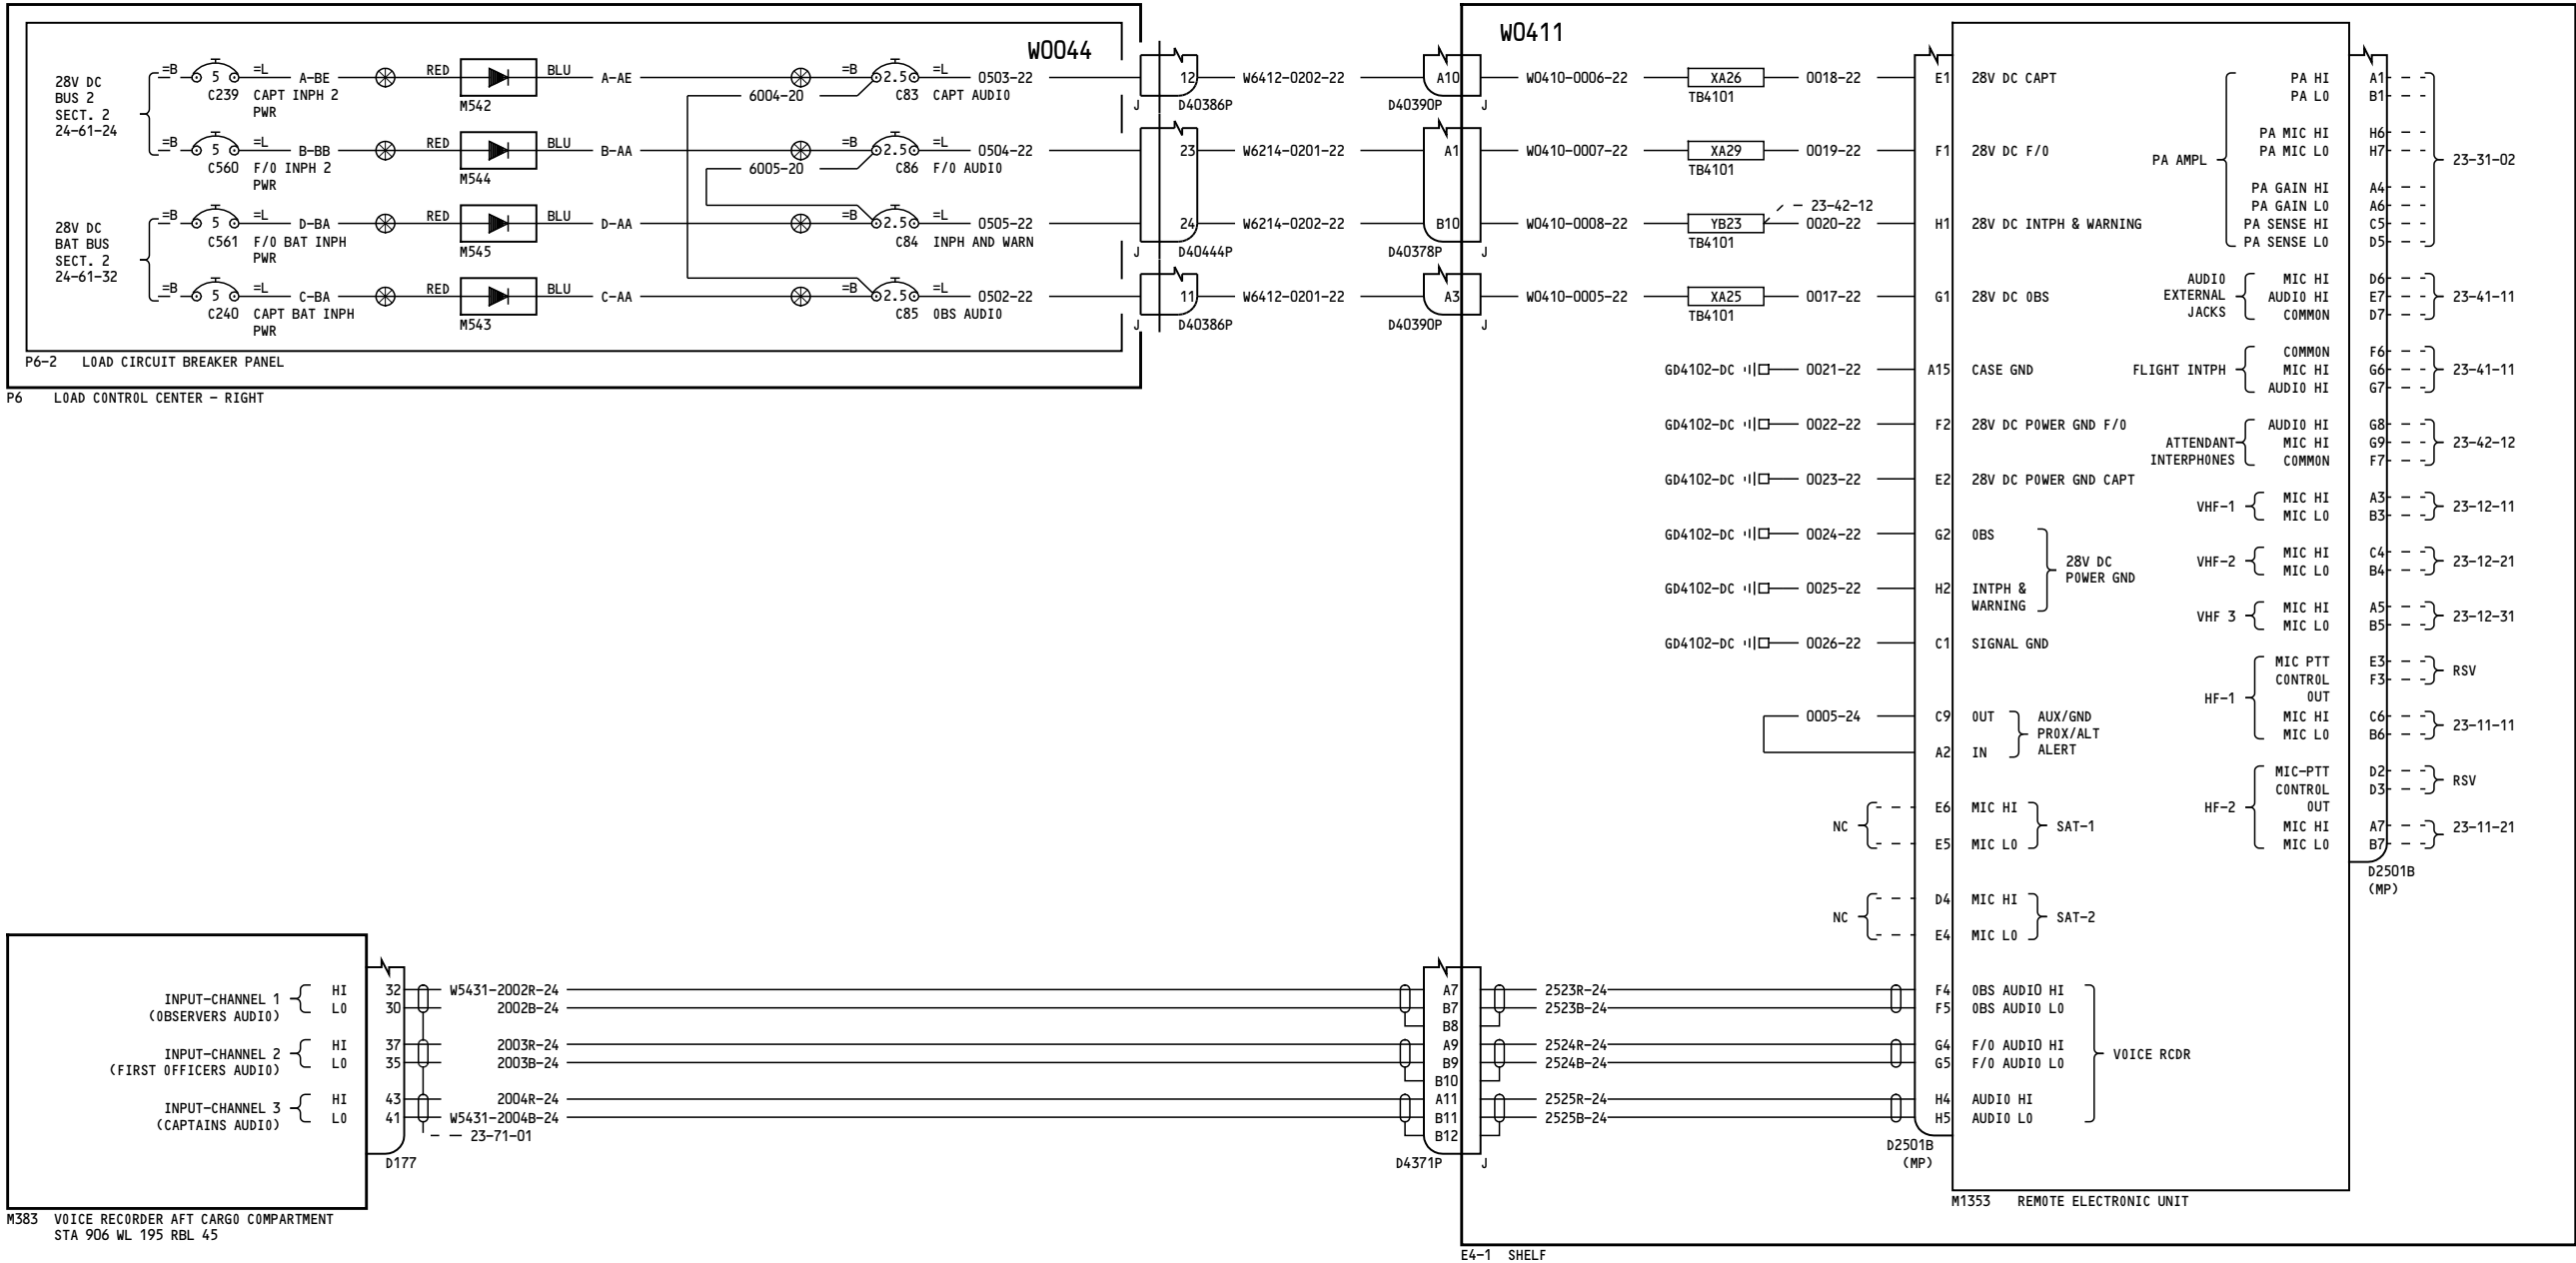 W0044
28V DC
BUS 2
SECT. 2
24-61-24
=B 5 =L A-BE RED BLU A-AE =B 2.5 =L 0503-22 12 W6412-0202-22 A10
C239 CAPT INPH 2
PWR
M542
6004-20
C83 CAPT AUDIO
J D40386P D40390P J
=B 5 =L B-BB RED BLU B-AA =B 2.5 =L 0504-22 23 W6214-0201-22 A1
C560 F/O INPH 2
PWR
M544
6005-20
C86 F/O AUDIO
28V DC
BAT BUS
SECT. 2
24-61-32
=B 5 =L D-BA RED BLU D-AA =B 2.5 =L 0505-22 24 W6214-0202-22 B10
C561 F/O BAT INPH
PWR
M545
C84 INPH AND WARN
J D40444P D40378P J
=B 5 =L C-BA RED BLU C-AA =B 2.5 =L 0502-22 11 W6412-0201-22 A3
C240 CAPT BAT INPH
PWR
M543
C85 OBS AUDIO
J D40386P D40390P J
P6-2 LOAD CIRCUIT BREAKER PANEL
P6 LOAD CONTROL CENTER - RIGHT
W0411
W0410-0006-22 XA26 0018-22 E1 28V DC CAPT
TB4101
W0410-0007-22 XA29 0019-22 F1 28V DC F/O
TB4101
23-42-12
W0410-0008-22 YB23 0020-22 H1 28V DC INTPH & WARNING
TB4101
W0410-0005-22 XA25 0017-22 G1 28V DC OBS
TB4101
GD4102-DC 0021-22 A15 CASE GND
GD4102-DC 0022-22 F2 28V DC POWER GND F/O
GD4102-DC 0023-22 E2 28V DC POWER GND CAPT
GD4102-DC 0024-22 G2 OBS
28V DC
POWER GND
GD4102-DC 0025-22 H2 INTPH &
WARNING
GD4102-DC 0026-22 C1 SIGNAL GND
0005-24 C9 OUT
AUX/GND
PROX/ALT
ALERT
A2 IN
E6 MIC HI
NC SAT-1
E5 MIC LO
D4 MIC HI
NC SAT-2
E4 MIC LO
PA HI A1
PA LO B1
PA MIC HI H6
PA MIC LO H7
PA AMPL 23-31-02
PA GAIN HI A4
PA GAIN LO A6
PA SENSE HI C5
PA SENSE LO D5
AUDIO
EXTERNAL
JACKS
MIC HI D6
AUDIO HI E7 23-41-11
COMMON D7
COMMON F6
FLIGHT INTPH MIC HI G6 23-41-11
AUDIO HI G7
AUDIO HI G8
ATTENDANT
INTERPHONES
MIC HI G9 23-42-12
COMMON F7
MIC HI A3
VHF-1 23-12-11
MIC LO B3
MIC HI C4
VHF-2 23-12-21
MIC LO B4
MIC HI A5
VHF 3 23-12-31
MIC LO B5
MIC PTT E3
CONTROL F3 RSV
OUT
HF-1
MIC HI C6
MIC LO B6 23-11-11
MIC-PTT D2
CONTROL D3 RSV
OUT
HF-2
MIC HI A7
MIC LO B7 23-11-21
D2501B
(MP)
INPUT-CHANNEL 1
(OBSERVERS AUDIO)
HI 32 W5431-2002R-24 A7 2523R-24 F4 OBS AUDIO HI
LO 30 2002B-24 B7 2523B-24 F5 OBS AUDIO LO
B8
INPUT-CHANNEL 2
(FIRST OFFICERS AUDIO)
HI 37 2003R-24 A9 2524R-24 G4 F/O AUDIO HI
LO 35 2003B-24 B9 2524B-24 G5 F/O AUDIO LO
VOICE RCDR
B10
INPUT-CHANNEL 3
(CAPTAINS AUDIO)
HI 43 2004R-24 A11 2525R-24 H4 AUDIO HI
LO 41 W5431-2004B-24 B11 2525B-24 H5 AUDIO LO
23-71-01
B12
D177
D4371P J
D2501B
(MP)
M383 VOICE RECORDER AFT CARGO COMPARTMENT
STA 906 WL 195 RBL 45
M1353 REMOTE ELECTRONIC UNIT
E4-1 SHELF